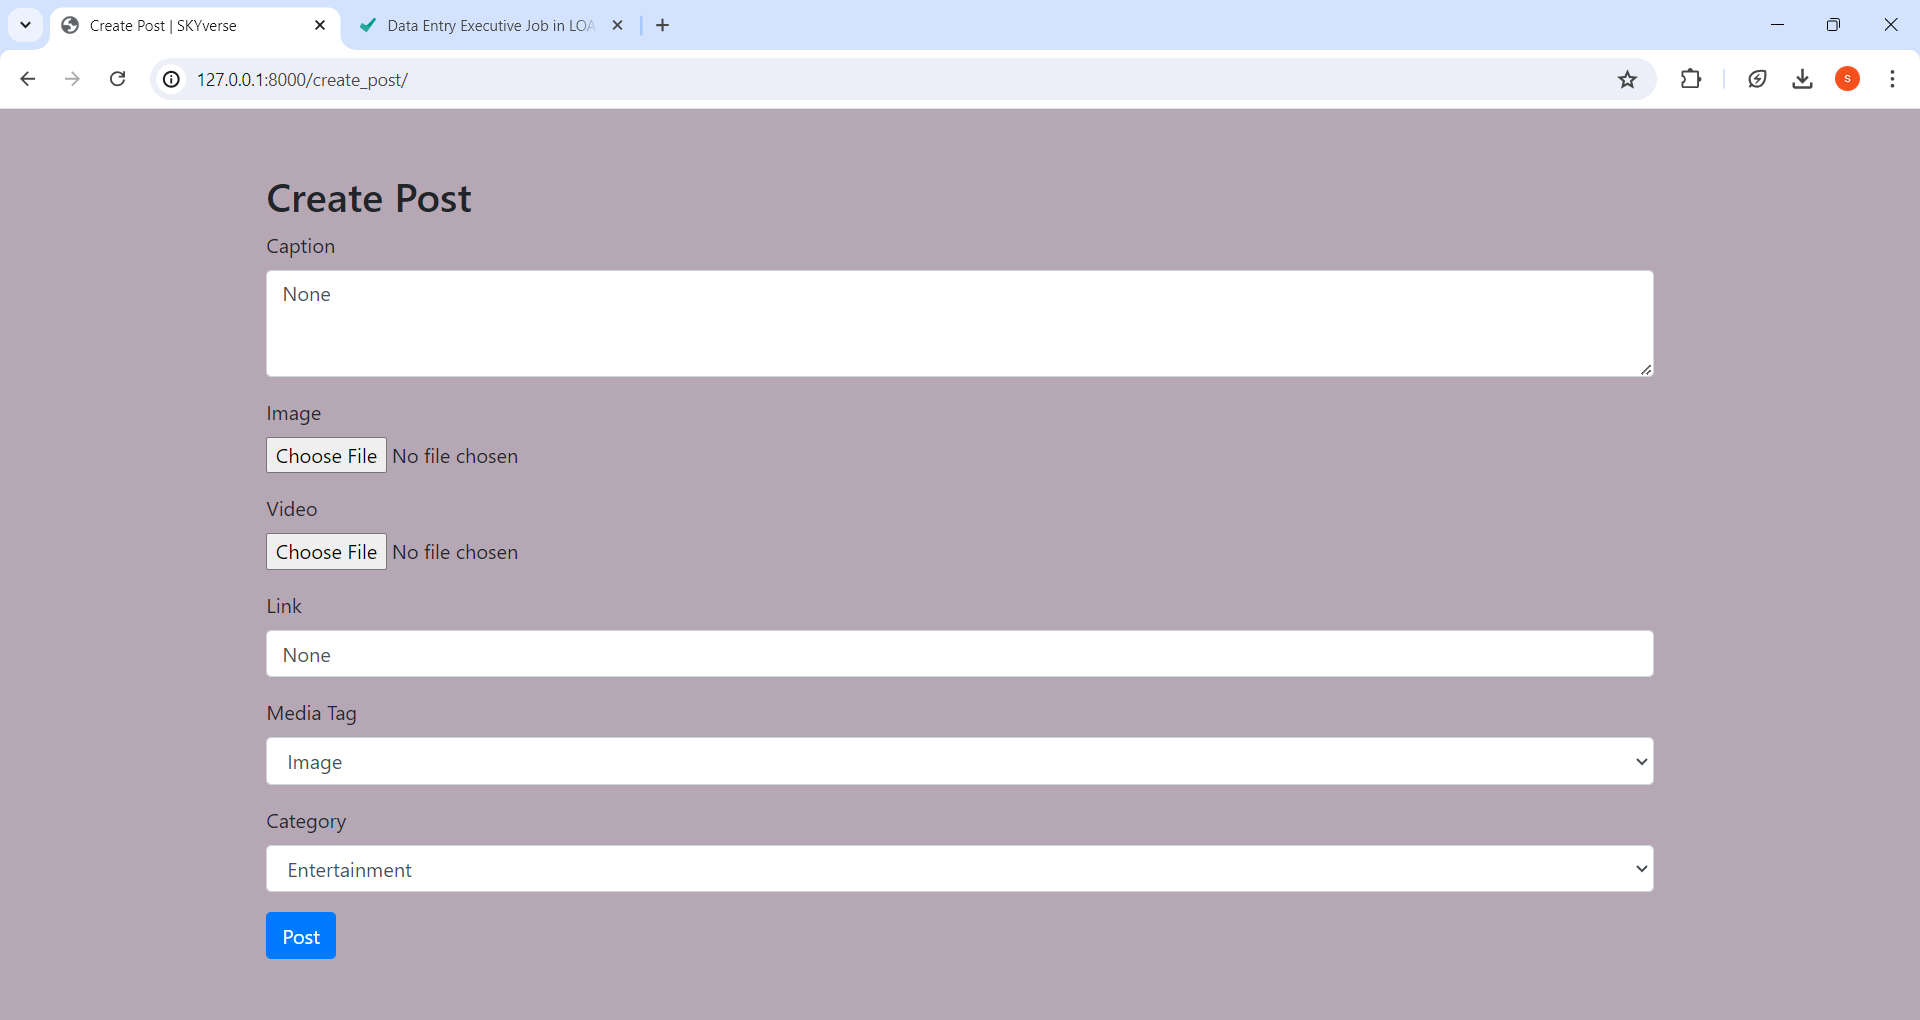 Create Post | SKYverse
Data Entry Executive Job in LOA
127.0.0.1:8000/create_post/
S
Create Post
Caption
None
Image
Choose File No file chosen
Video
Choose File No file chosen
Link
None
Media Tag
Image
Category
Entertainment
Post